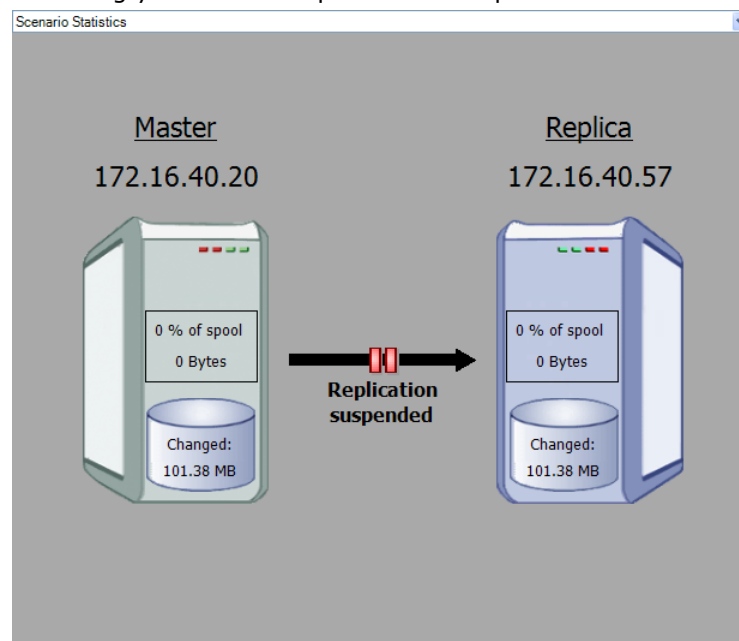 Scenario Statistics
Master
Replica
172.16.40.20
172.16.40.57
0 % of spool
0 Bytes
Changed:
101.38 MB
Replication
suspended
0 % of spool
0 Bytes
Changed:
101.38 MB